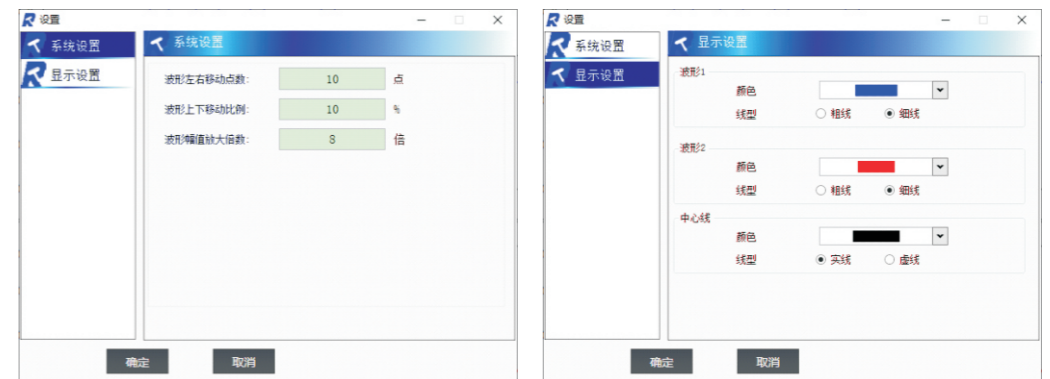 设置
系统设置
显示设置
系统设置
波形左右移动点数: 10 点
波形上下移动比例: 10 %
波形幅值放大倍数: 8 倍
确定 取消
设置
系统设置
显示设置
显示设置
波形1
颜色
线型 粗线 细线
波形2
颜色
线型 粗线 细线
中心线
颜色
线型 实线 虚线
确定 取消